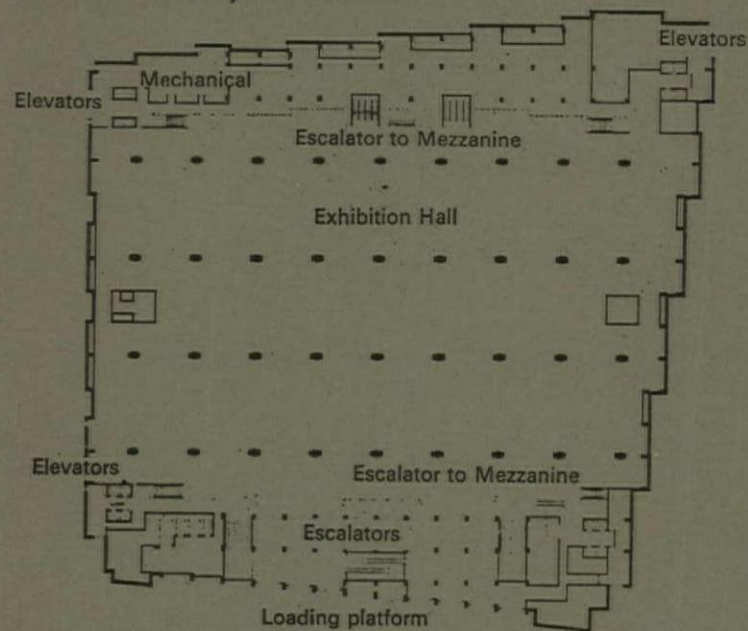 Elevators
Mechanical
Elevators
Escalator to Mezzanine
Exhibition Hall
Elevators
Escalator to Mezzanine
Escalators
Loading platform